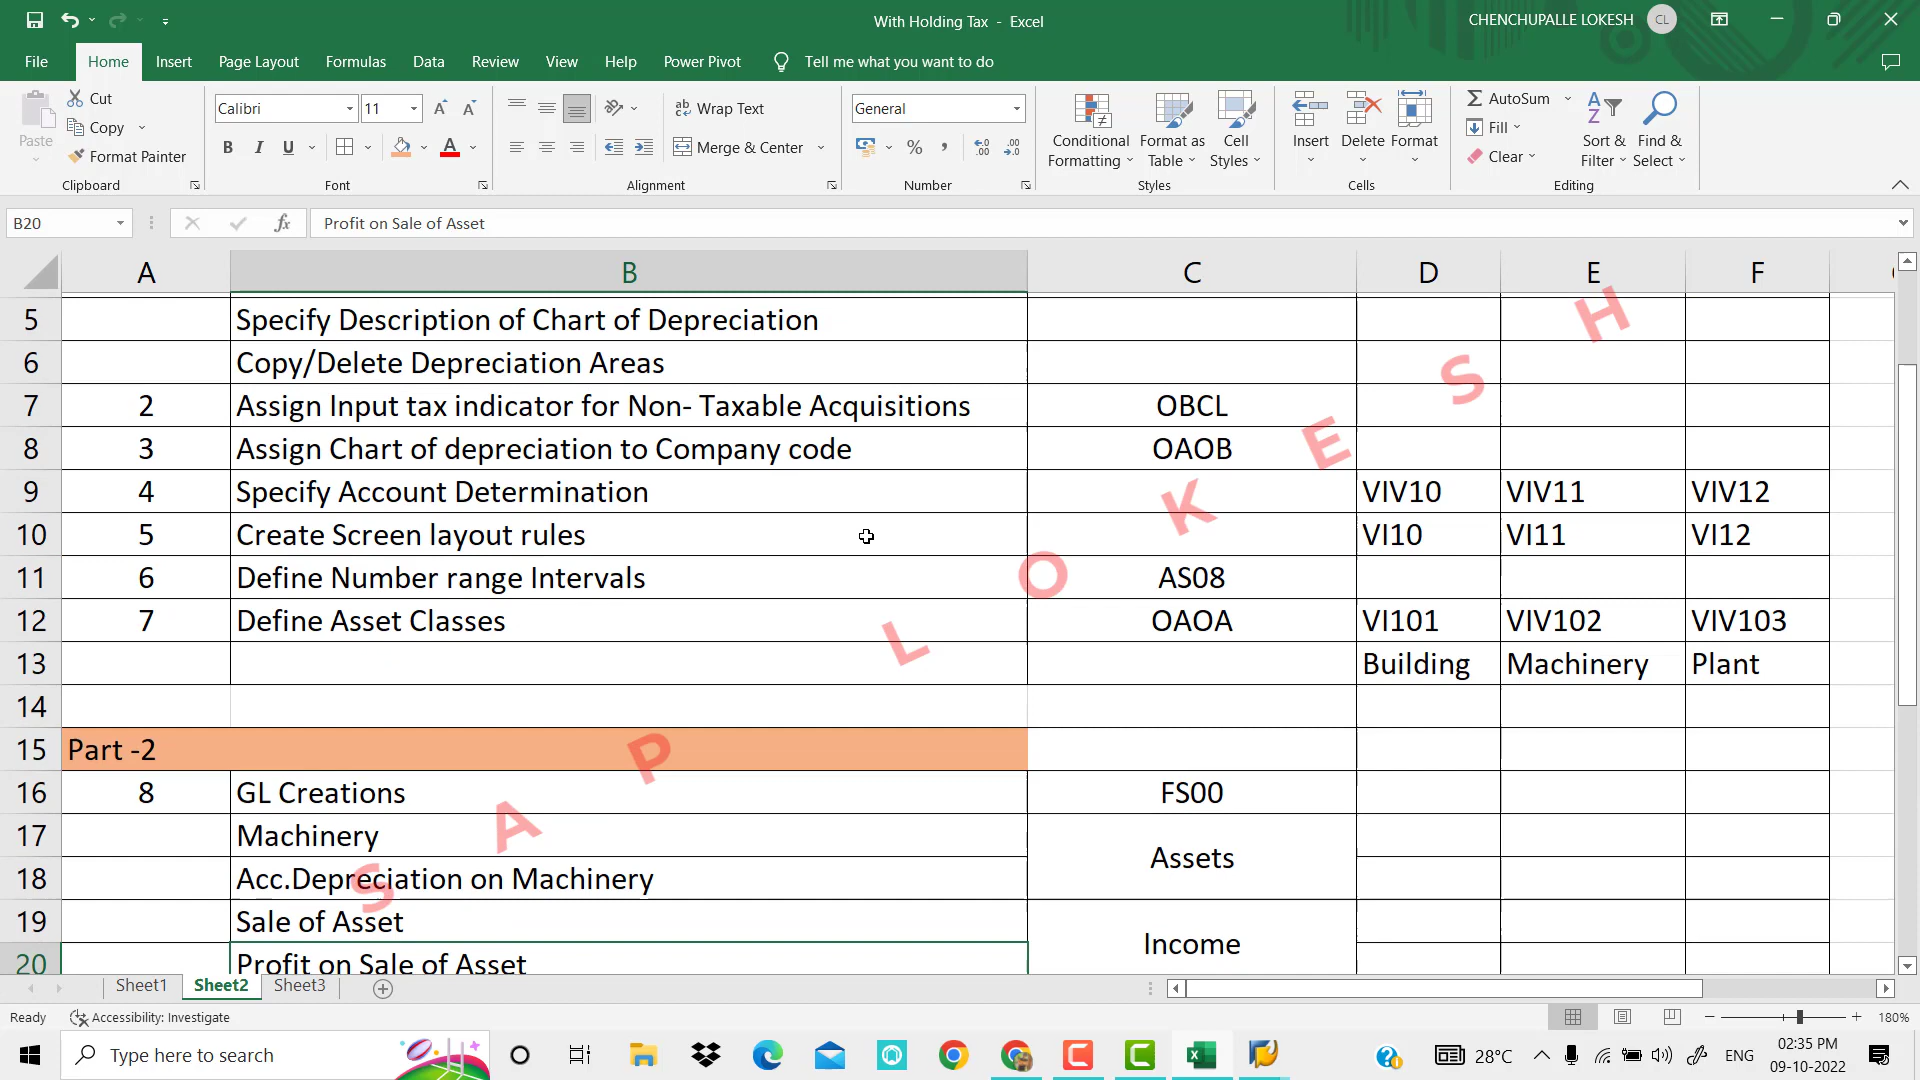 With Holding Tax - Excel
CHENCHUPALLE LOKESH CL
File Home Insert Page Layout Formulas Data Review View Help Power Pivot Tell me what you want to do
Paste
Cut
Copy
Format Painter
Clipboard
Calibri 11
B I U
Font
Wrap Text
Merge & Center
Alignment
General
Number
Conditional Formatting
Format as Table
Cell Styles
Styles
Insert Delete Format
Cells
AutoSum
Fill
Clear
Sort & Filter
Find & Select
Editing
B20 fx Profit on Sale of Asset
A B C D E F
5 Specify Description of Chart of Depreciation
6 Copy/Delete Depreciation Areas
7 2 Assign Input tax indicator for Non- Taxable Acquisitions OBCL
8 3 Assign Chart of depreciation to Company code OAOB
9 4 Specify Account Determination VIV10 VIV11 VIV12
10 5 Create Screen layout rules VI10 VI11 VI12
11 6 Define Number range Intervals AS08
12 7 Define Asset Classes OAOA VI101 VIV102 VIV103
13 Building Machinery Plant
14
15 Part -2
16 8 GL Creations FS00
17 Machinery
Assets
18 Acc.Depreciation on Machinery
19 Sale of Asset
Income
20 Profit on Sale of Asset
SAP LOKESH
Sheet1 Sheet2 Sheet3
Ready Accessibility: Investigate 180%
Type here to search
28°C ENG 02:35 PM
09-10-2022